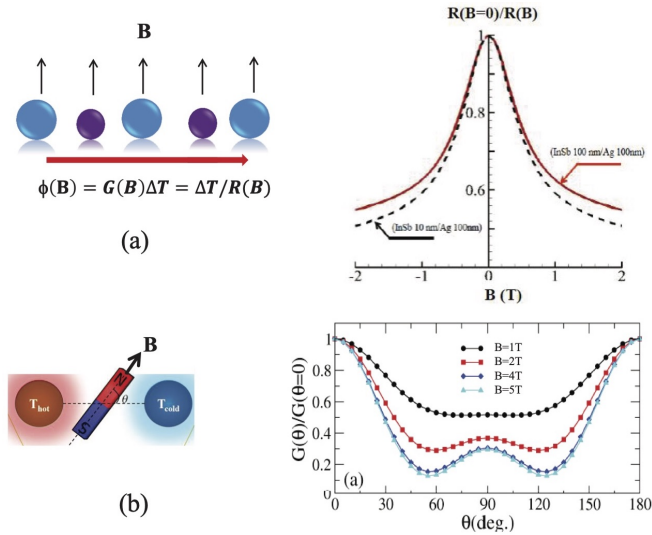 B
ϕ(B) = G(B)ΔT = ΔT/R(B)
(a)
R(B=0)/R(B)
1
0.8
0.6
(InSb 100 nm/Ag 100nm)
(InSb 10 nm/Ag 100nm)
-2 -1 0 1 2
B (T)
B
N
θ
S
T_hot
T_cold
(b)
G(θ)/G(θ=0)
1
0.8
0.6
0.4
0.2
0
B=1T
B=2T
B=4T
B=5T
(a)
0 30 60 90 120 150 180
θ(deg.)